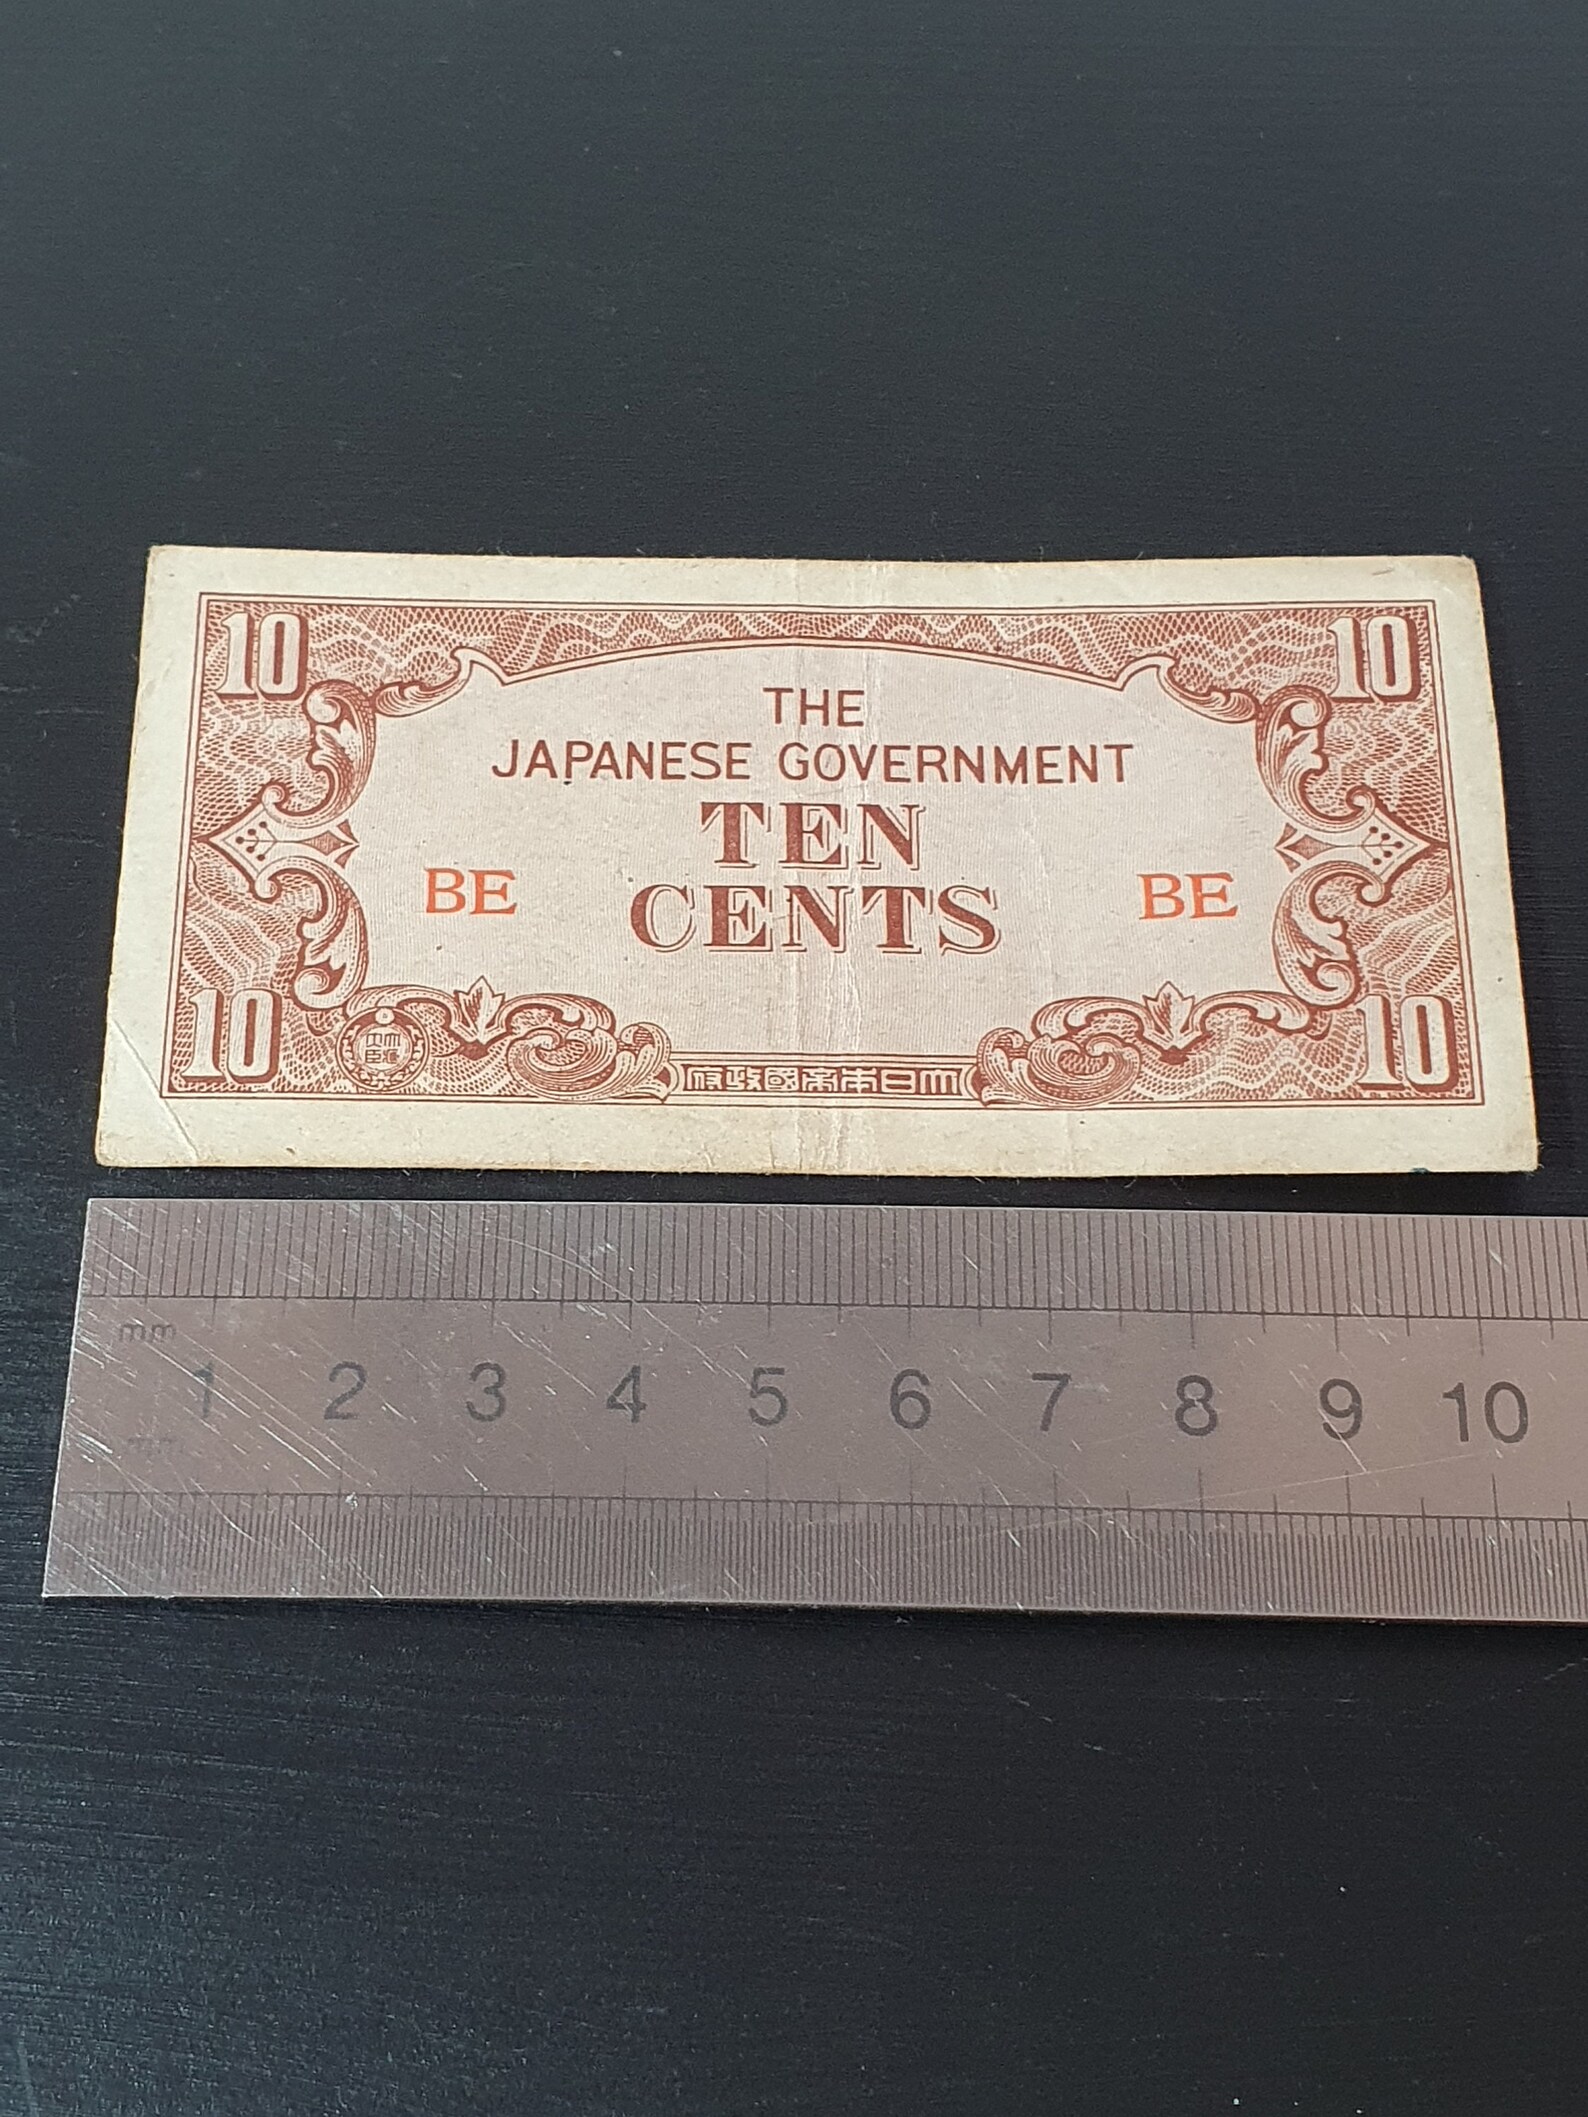 10 10
THE
JAPANESE GOVERNMENT
TEN
BE CENTS BE
10 10
府政國帝本日大
mm
1 2 3 4 5 6 7 8 9 10
mm